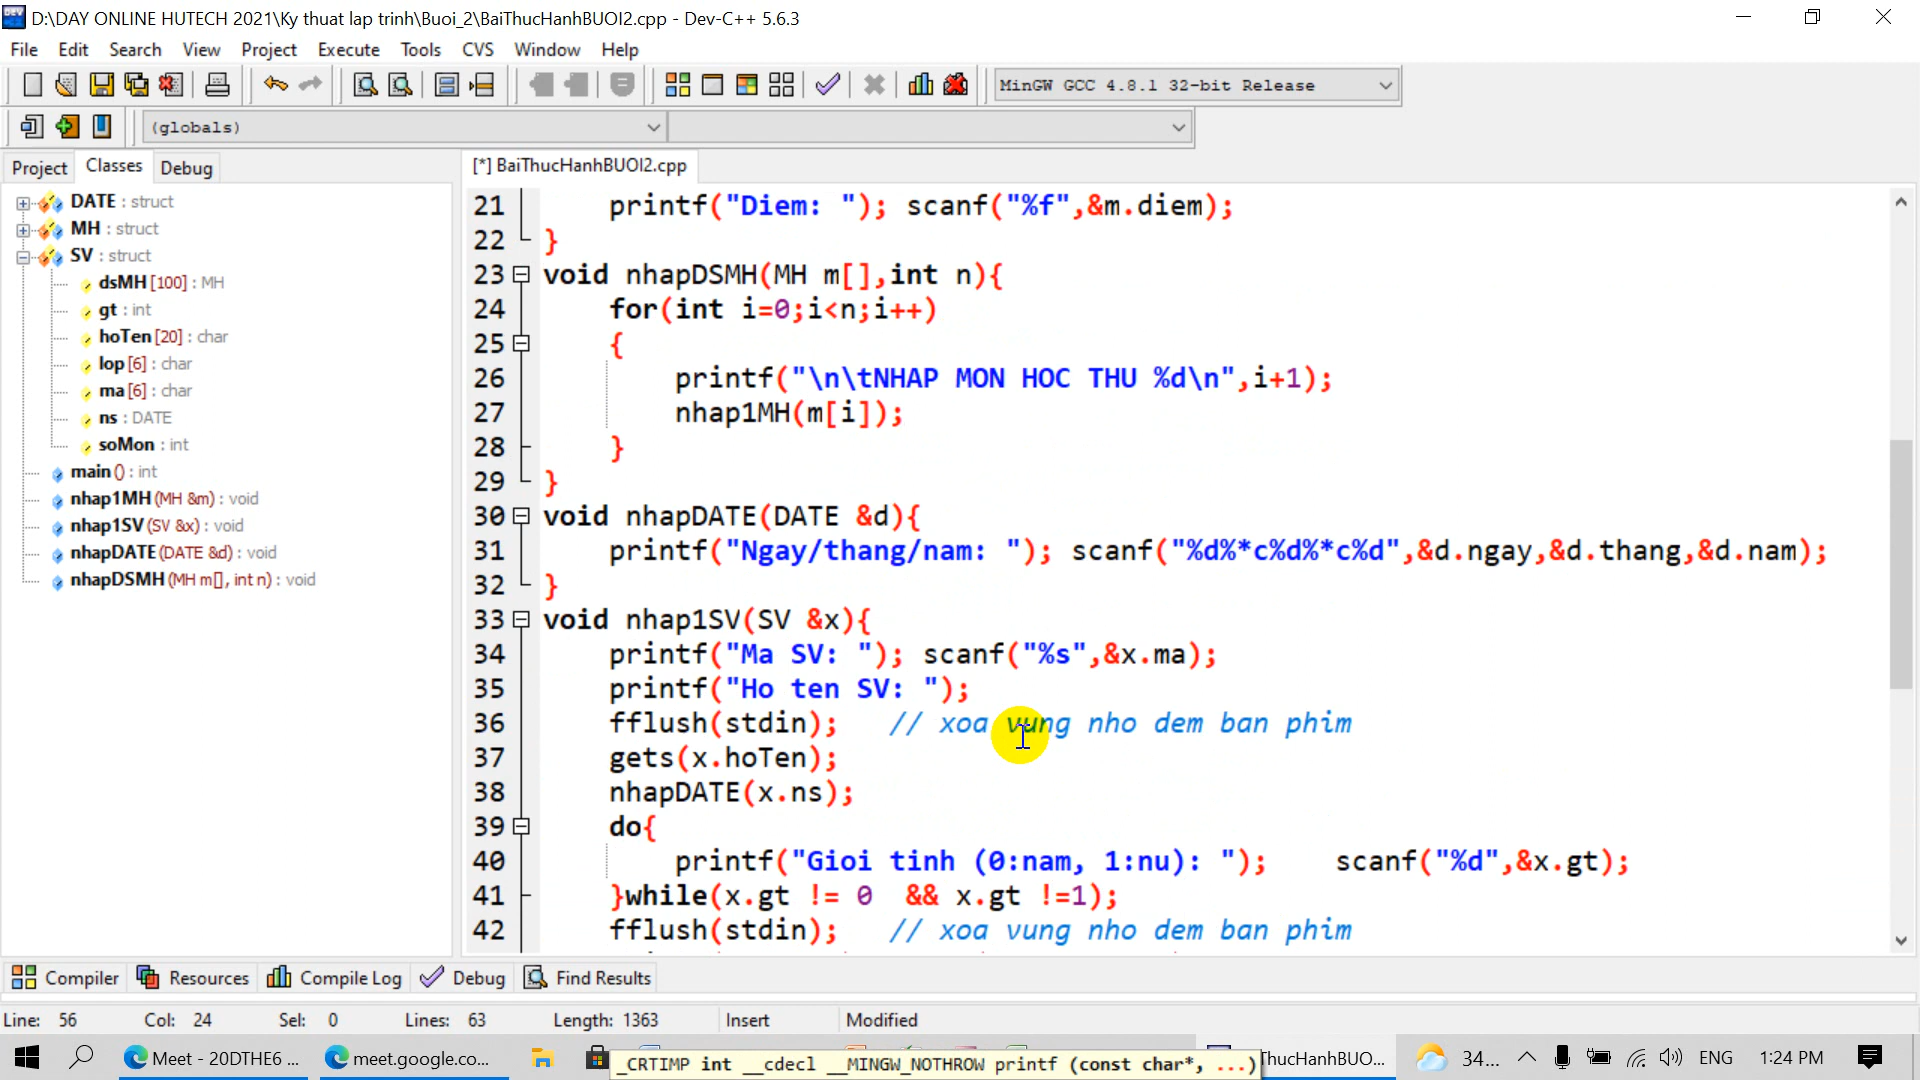 D:\DAY ONLINE HUTECH 2021\Ky thuat lap trinh\Buoi_2\BaiThucHanhBUOI2.cpp - Dev-C++ 5.6.3
File Edit Search View Project Execute Tools CVS Window Help
MinGW GCC 4.8.1 32-bit Release
(globals)
Project Classes Debug
[*] BaiThucHanhBUOI2.cpp
DATE : struct
MH : struct
SV : struct
dsMH [100] : MH
gt : int
hoTen [20] : char
lop [6] : char
ma [6] : char
ns : DATE
soMon : int
main () : int
nhap1MH (MH &m) : void
nhap1SV (SV &x) : void
nhapDATE (DATE &d) : void
nhapDSMH (MH m[], int n) : void
21 printf("Diem: "); scanf("%f",&m.diem);
22 }
23 void nhapDSMH(MH m[],int n){
24 for(int i=0;i<n;i++)
25 {
26 printf("\n\tNHAP MON HOC THU %d\n",i+1);
27 nhap1MH(m[i]);
28 }
29 }
30 void nhapDATE(DATE &d){
31 printf("Ngay/thang/nam: "); scanf("%d%*c%d%*c%d",&d.ngay,&d.thang,&d.nam);
32 }
33 void nhap1SV(SV &x){
34 printf("Ma SV: "); scanf("%s",&x.ma);
35 printf("Ho ten SV: ");
36 fflush(stdin); // xoa vung nho dem ban phim
37 gets(x.hoTen);
38 nhapDATE(x.ns);
39 do{
40 printf("Gioi tinh (0:nam, 1:nu): "); scanf("%d",&x.gt);
41 }while(x.gt != 0 && x.gt !=1);
42 fflush(stdin); // xoa vung nho dem ban phim
Compiler Resources Compile Log Debug Find Results
Line: 56 Col: 24 Sel: 0 Lines: 63 Length: 1363 Insert Modified
Meet - 20DTHE6 ... meet.google.co... _CRTIMP int __cdecl __MINGW_NOTHROW printf (const char*, ...) ThucHanhBUO... 34... ENG 1:24 PM